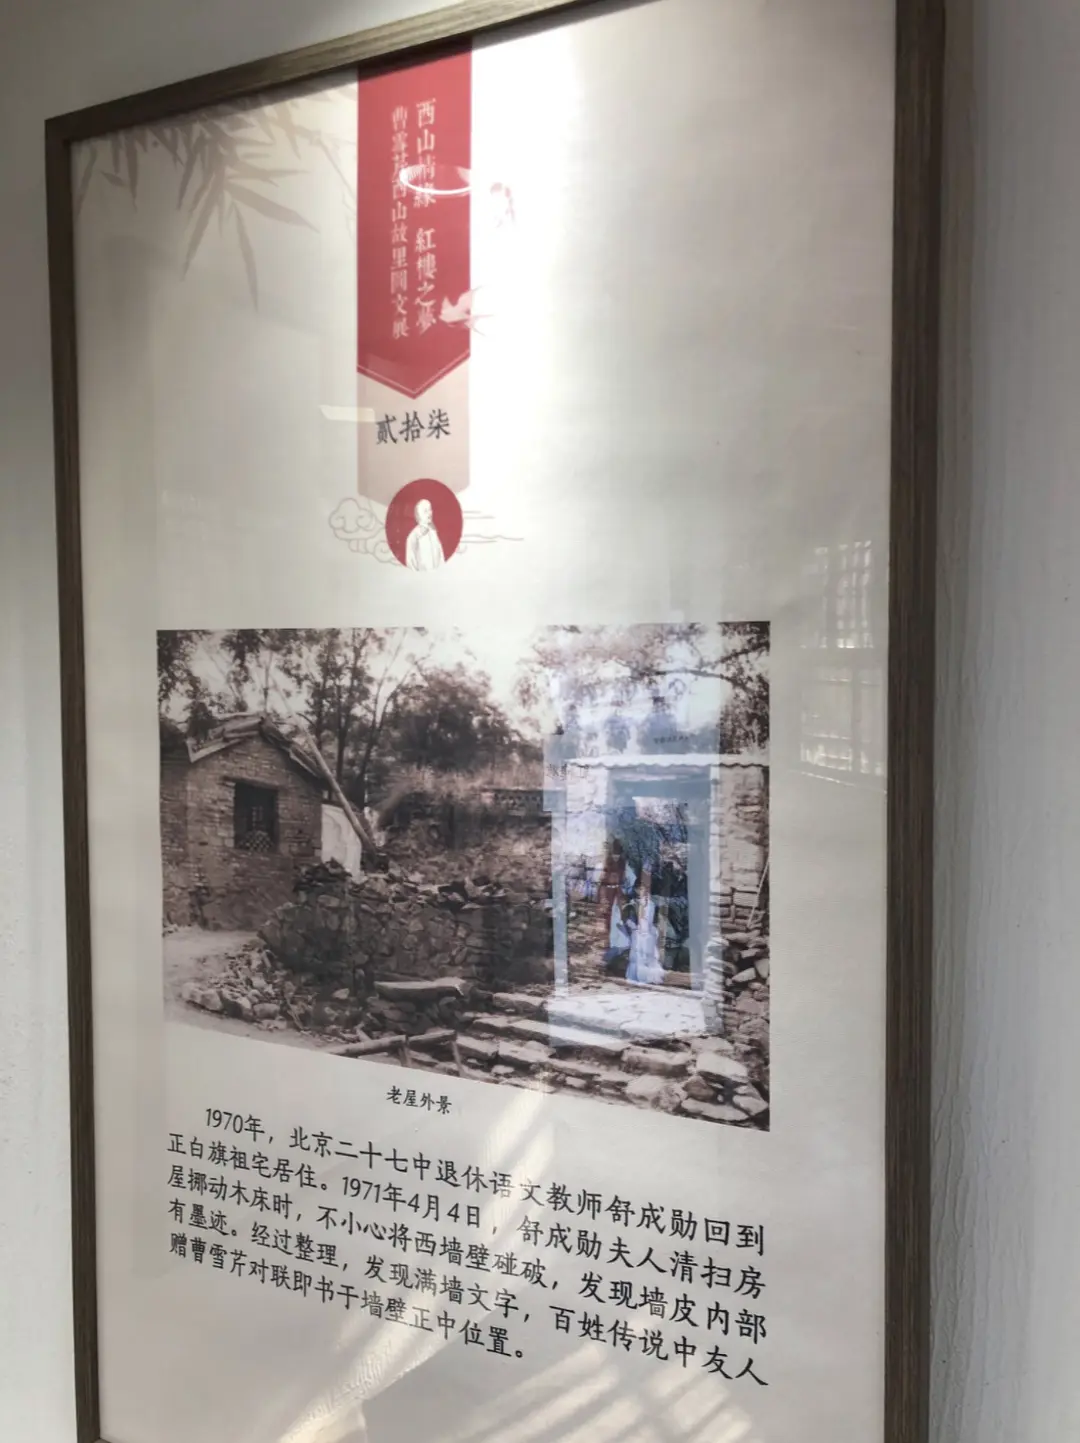 西山情緣 紅樓之夢
曹雪芹西山故里圖文展
贰拾柒
老屋外景
1970年，北京二十七中退休语文教师舒成勋回到
正白旗祖宅居住。1971年4月4日，舒成勋夫人清扫房
屋挪动木床时，不小心将西墙壁碰破，发现墙皮内部
有墨迹。经过整理，发现满墙文字，百姓传说中友人
赠曹雪芹对联即书于墙壁正中位置。